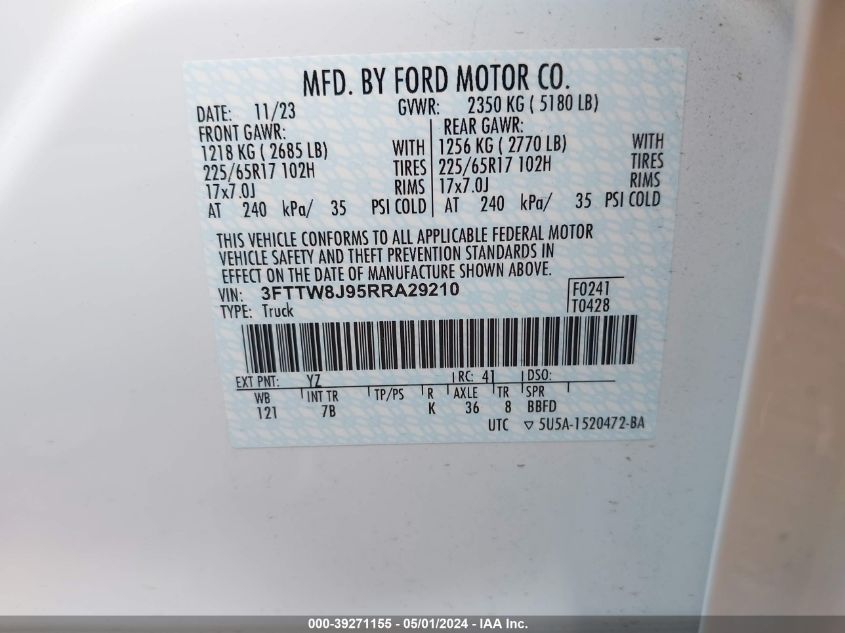 MFD. BY FORD MOTOR CO.
DATE: 11/23 GVWR: 2350 KG ( 5180 LB)
FRONT GAWR: REAR GAWR:
1218 KG ( 2685 LB) WITH 1256 KG ( 2770 LB) WITH
225/65R17 102H TIRES 225/65R17 102H TIRES
17x7.0J RIMS 17x7.0J RIMS
AT 240 kPa/ 35 PSI COLD AT 240 kPa/ 35 PSI COLD
THIS VEHICLE CONFORMS TO ALL APPLICABLE FEDERAL MOTOR
VEHICLE SAFETY AND THEFT PREVENTION STANDARDS IN
EFFECT ON THE DATE OF MANUFACTURE SHOWN ABOVE.
VIN: 3FTTW8J95RRA29210 F0241
TYPE: Truck T0428
EXT PNT: YZ RC: 41 DSO:
WB INT TR TP/PS R AXLE TR SPR
121 7B K 36 8 BBFD
UTC ▽ 5U5A-1520472-BA
000-39271155 - 05/01/2024 - IAA Inc.